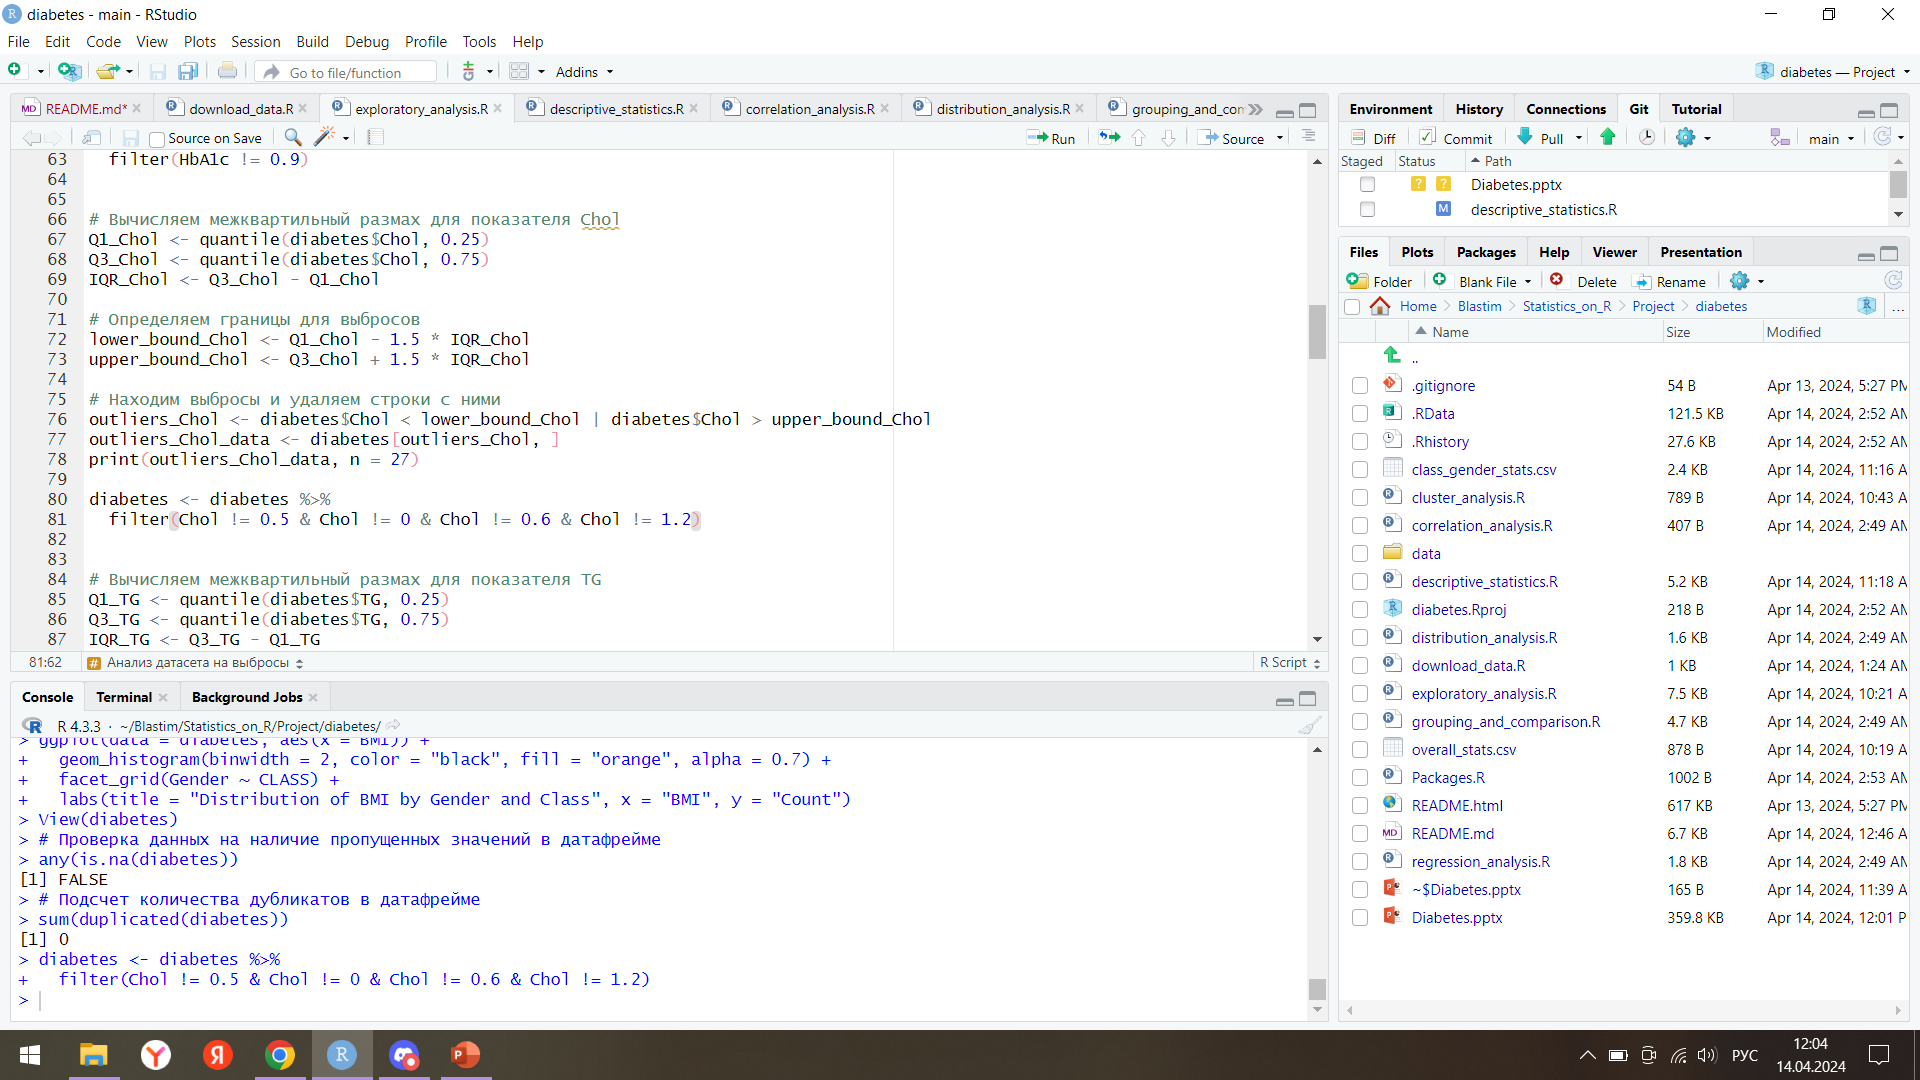 diabetes - main - RStudio
File Edit Code View Plots Session Build Debug Profile Tools Help
Go to file/function Addins diabetes — Project
README.md* download_data.R exploratory_analysis.R descriptive_statistics.R correlation_analysis.R distribution_analysis.R grouping_and_con
Source on Save Run Source
63 filter(HbA1c != 0.9)
64
65
66 # Вычисляем межквартильный размах для показателя Chol
67 Q1_Chol <- quantile(diabetes$Chol, 0.25)
68 Q3_Chol <- quantile(diabetes$Chol, 0.75)
69 IQR_Chol <- Q3_Chol - Q1_Chol
70
71 # Определяем границы для выбросов
72 lower_bound_Chol <- Q1_Chol - 1.5 * IQR_Chol
73 upper_bound_Chol <- Q3_Chol + 1.5 * IQR_Chol
74
75 # Находим выбросы и удаляем строки с ними
76 outliers_Chol <- diabetes$Chol < lower_bound_Chol | diabetes$Chol > upper_bound_Chol
77 outliers_Chol_data <- diabetes[outliers_Chol, ]
78 print(outliers_Chol_data, n = 27)
79
80 diabetes <- diabetes %>%
81 filter(Chol != 0.5 & Chol != 0 & Chol != 0.6 & Chol != 1.2)
82
83
84 # Вычисляем межквартильный размах для показателя TG
85 Q1_TG <- quantile(diabetes$TG, 0.25)
86 Q3_TG <- quantile(diabetes$TG, 0.75)
87 IQR_TG <- Q3_TG - Q1_TG
81:62 # Анализ датасета на выбросы R Script
Console Terminal Background Jobs
R 4.3.3 · ~/Blastim/Statistics_on_R/Project/diabetes/
> ggplot(data = diabetes, aes(x = BMI)) +
+ geom_histogram(binwidth = 2, color = "black", fill = "orange", alpha = 0.7) +
+ facet_grid(Gender ~ CLASS) +
+ labs(title = "Distribution of BMI by Gender and Class", x = "BMI", y = "Count")
> View(diabetes)
> # Проверка данных на наличие пропущенных значений в датафрейме
> any(is.na(diabetes))
[1] FALSE
> # Подсчет количества дубликатов в датафрейме
> sum(duplicated(diabetes))
[1] 0
> diabetes <- diabetes %>%
+ filter(Chol != 0.5 & Chol != 0 & Chol != 0.6 & Chol != 1.2)
>
Environment History Connections Git Tutorial
Diff Commit Pull main
Staged Status Path
? ? Diabetes.pptx
M descriptive_statistics.R
Files Plots Packages Help Viewer Presentation
Folder Blank File Delete Rename
Home Blastim Statistics_on_R Project diabetes ...
Name Size Modified
..
.gitignore 54 B Apr 13, 2024, 5:27 PM
.RData 121.5 KB Apr 14, 2024, 2:52 AM
.Rhistory 27.6 KB Apr 14, 2024, 2:52 AM
class_gender_stats.csv 2.4 KB Apr 14, 2024, 11:16 A
cluster_analysis.R 789 B Apr 14, 2024, 10:43 A
correlation_analysis.R 407 B Apr 14, 2024, 2:49 AM
data
descriptive_statistics.R 5.2 KB Apr 14, 2024, 11:18 A
diabetes.Rproj 218 B Apr 14, 2024, 2:52 AM
distribution_analysis.R 1.6 KB Apr 14, 2024, 2:49 AM
download_data.R 1 KB Apr 14, 2024, 1:24 AM
exploratory_analysis.R 7.5 KB Apr 14, 2024, 10:21 A
grouping_and_comparison.R 4.7 KB Apr 14, 2024, 2:49 AM
overall_stats.csv 878 B Apr 14, 2024, 10:19 A
Packages.R 1002 B Apr 14, 2024, 2:53 AM
README.html 617 KB Apr 13, 2024, 5:27 PM
README.md 6.7 KB Apr 14, 2024, 12:46 A
regression_analysis.R 1.8 KB Apr 14, 2024, 2:49 AM
~$Diabetes.pptx 165 B Apr 14, 2024, 11:39 A
Diabetes.pptx 359.8 KB Apr 14, 2024, 12:01 P
РУС
12:04
14.04.2024